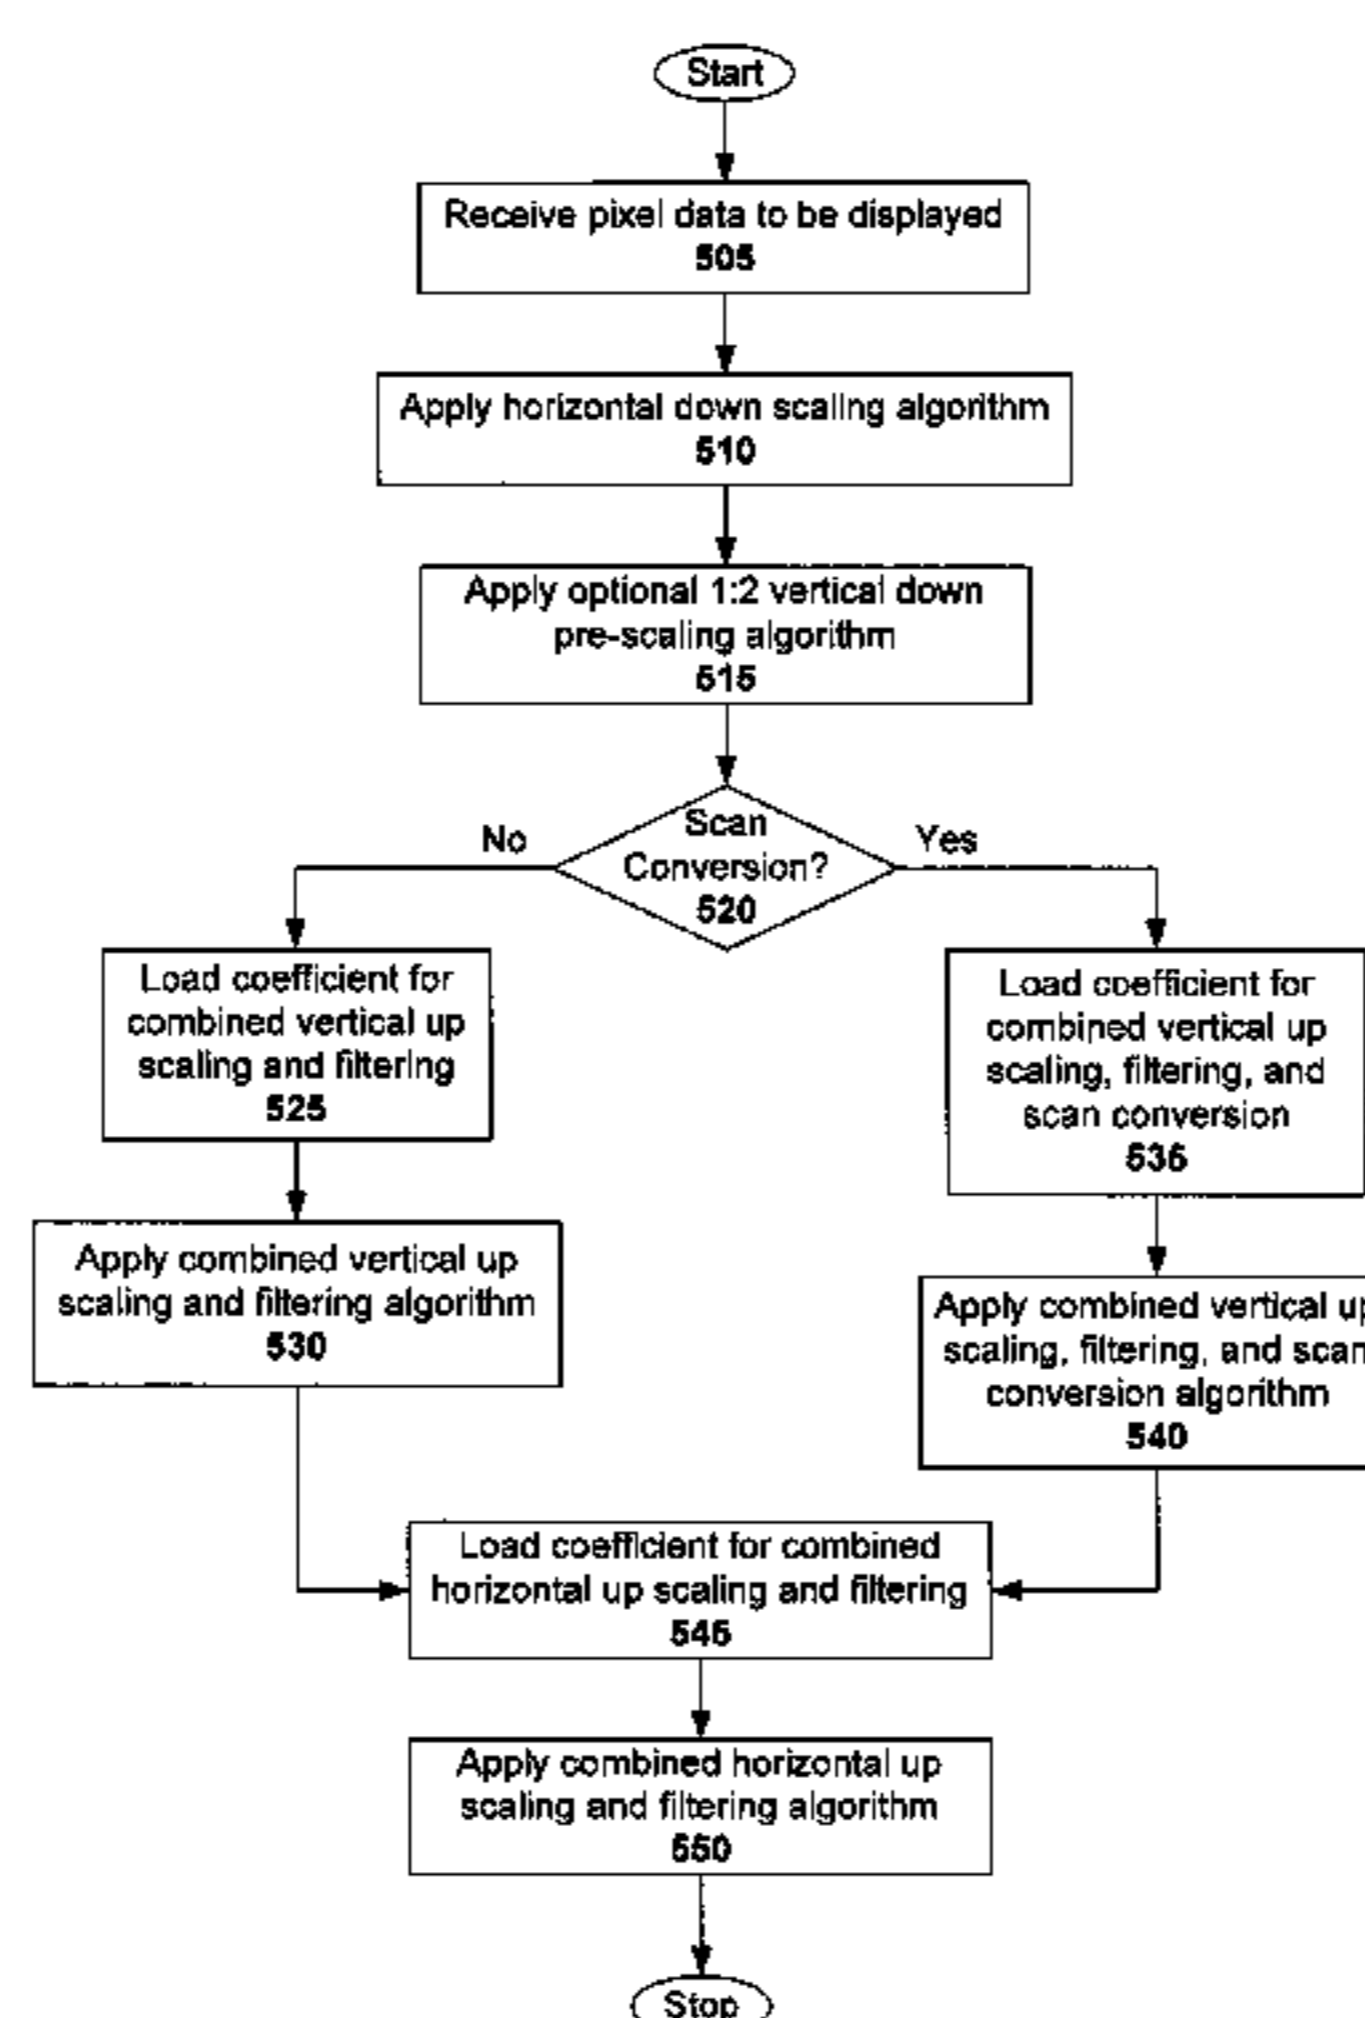 Start
Receive pixel data to be displayed
505
Apply horizontal down scaling algorithm
510
Apply optional 1:2 vertical down
pre-scaling algorithm
515
Scan
Conversion?
520
No
Yes
Load coefficient for
combined vertical up
scaling and filtering
525
Apply combined vertical up
scaling and filtering algorithm
530
Load coefficient for
combined vertical up
scaling, filtering, and
scan conversion
535
Apply combined vertical up
scaling, filtering, and scan
conversion algorithm
540
Load coefficient for combined
horizontal up scaling and filtering
545
Apply combined horizontal up
scaling and filtering algorithm
550
Stop